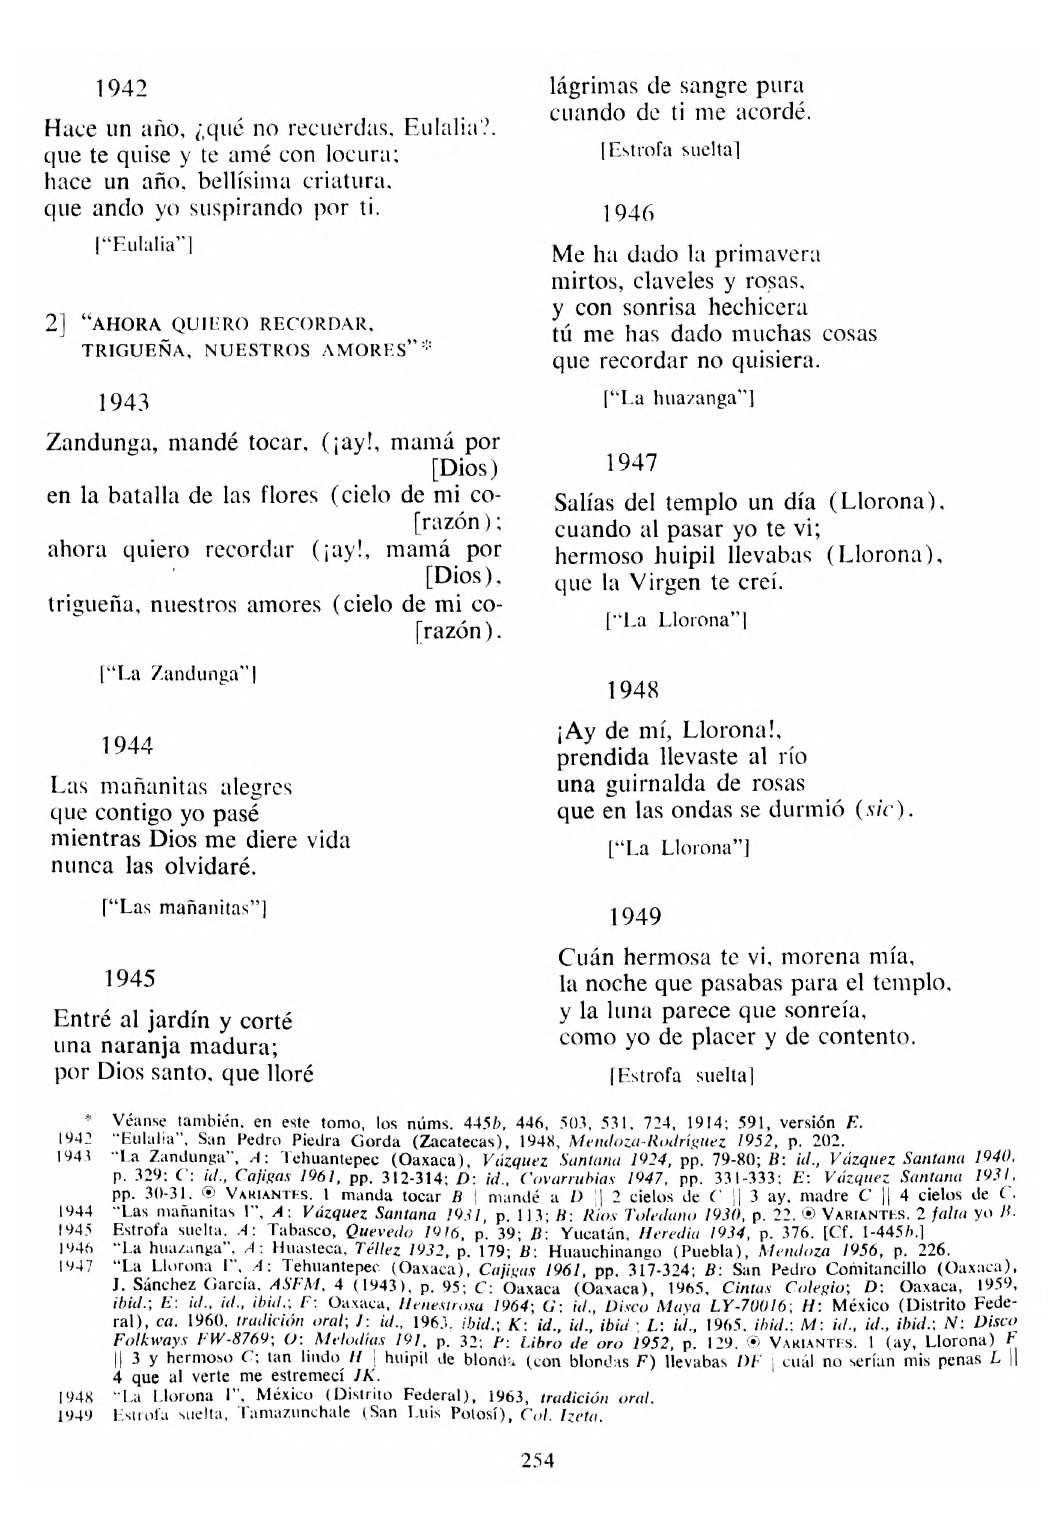 1942
Hace un año, ¿qué no recuerdas, Eulalia?.
que te quise y te amé con locura;
hace un año, bellísima criatura,
que ando yo suspirando por ti.
[“Eulalia”]
2] “AHORA QUIERO RECORDAR,
TRIGUEÑA, NUESTROS AMORES”*
1943
Zandunga, mandé tocar, (¡ay!, mamá por
[Dios)
en la batalla de las flores (cielo de mi co-
[razón);
ahora quiero recordar (¡ay!, mamá por
[Dios),
trigueña, nuestros amores (cielo de mi co-
[razón).
[“La Zandunga”]
1944
Las mañanitas alegres
que contigo yo pasé
mientras Dios me diere vida
nunca las olvidaré.
[“Las mañanitas”]
1945
Entré al jardín y corté
una naranja madura;
por Dios santo, que lloré
lágrimas de sangre pura
cuando de ti me acordé.
[Estrofa suelta]
1946
Me ha dado la primavera
mirtos, claveles y rosas,
y con sonrisa hechicera
tú me has dado muchas cosas
que recordar no quisiera.
[“La huazanga”]
1947
Salías del templo un día (Llorona),
cuando al pasar yo te vi;
hermoso huipil llevabas (Llorona),
que la Virgen te creí.
[“La Llorona”]
1948
¡Ay de mí, Llorona!,
prendida llevaste al río
una guirnalda de rosas
que en las ondas se durmió (sic).
[“La Llorona”]
1949
Cuán hermosa te vi, morena mía,
la noche que pasabas para el templo,
y la luna parece que sonreía,
como yo de placer y de contento.
[Estrofa suelta]
* Véanse también, en este tomo, los núms. 445b, 446, 503, 531, 724, 1914; 591, versión E.
1942 “Eulalia”, San Pedro Piedra Gorda (Zacatecas), 1948, Mendoza-Rodríguez 1952, p. 202.
1943 “La Zandunga”, A: Tehuantepec (Oaxaca), Vázquez Santana 1924, pp. 79-80; B: id., Vázquez Santana 1940,
p. 329; C: id., Cajigas 1961, pp. 312-314; D: id., Covarrubias 1947, pp. 331-333; E: Vázquez Santana 1931,
pp. 30-31. ⦿ VARIANTES. 1 manda tocar B | mandé a D || 2 cielos de C || 3 ay, madre C || 4 cielos de C.
1944 “Las mañanitas I”, A: Vázquez Santana 1931, p. 113; B: Ríos Toledano 1930, p. 22. ⦿ VARIANTES. 2 falta yo B.
1945 Estrofa suelta, A: Tabasco, Quevedo 1916, p. 39; B: Yucatán, Heredia 1934, p. 376. [Cf. 1-445b.]
1946 “La huazanga”, A: Huasteca, Téllez 1932, p. 179; B: Huauchinango (Puebla), Mendoza 1956, p. 226.
1947 “La Llorona I”, A: Tehuantepec (Oaxaca), Cajigas 1961, pp. 317-324; B: San Pedro Comitancillo (Oaxaca),
J. Sánchez García, ASFM, 4 (1943), p. 95; C: Oaxaca (Oaxaca), 1965, Cintas Colegio; D: Oaxaca, 1959,
ibid.; E: id., id., ibid.; F: Oaxaca, Henestrosa 1964; G: id., Disco Maya LY-70016; H: México (Distrito Fede-
ral), ca. 1960, tradición oral; J: id., 1963, ibid.; K: id., id., ibid.; L: id., 1965, ibid.; M: id., id., ibid.; N: Disco
Folkways FW-8769; O: Melodías 191, p. 32; P: Libro de oro 1952, p. 129. ⦿ VARIANTES. 1 (ay, Llorona) F
|| 3 y hermoso C; tan lindo H | huipil de blonda (con blondas F) llevabas DF | cuál no serían mis penas L ||
4 que al verte me estremecí JK.
1948 “La Llorona I”, México (Distrito Federal), 1963, tradición oral.
1949 Estrofa suelta, Tamazunchale (San Luis Potosí), Col. Izeta.
254